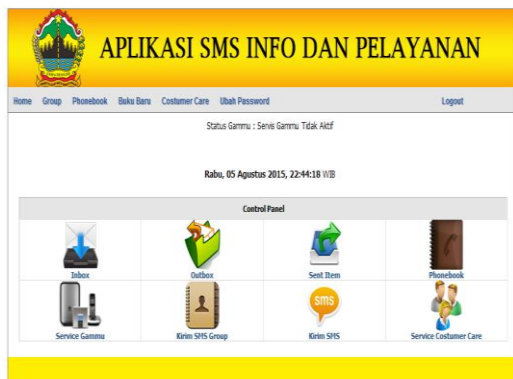 APLIKASI SMS INFO DAN PELAYANAN
Home Group Phonebook Buku Baru Costumer Care Ubah Password Logout
Status Gammu : Servis Gammu Tidak Aktif
Rabu, 05 Agustus 2015, 22:44:18 WIB
Control Panel
Inbox Outbox Sent Item Phonebook
sms
Service Gammu Kirim SMS Group Kirim SMS Service Costumer Care